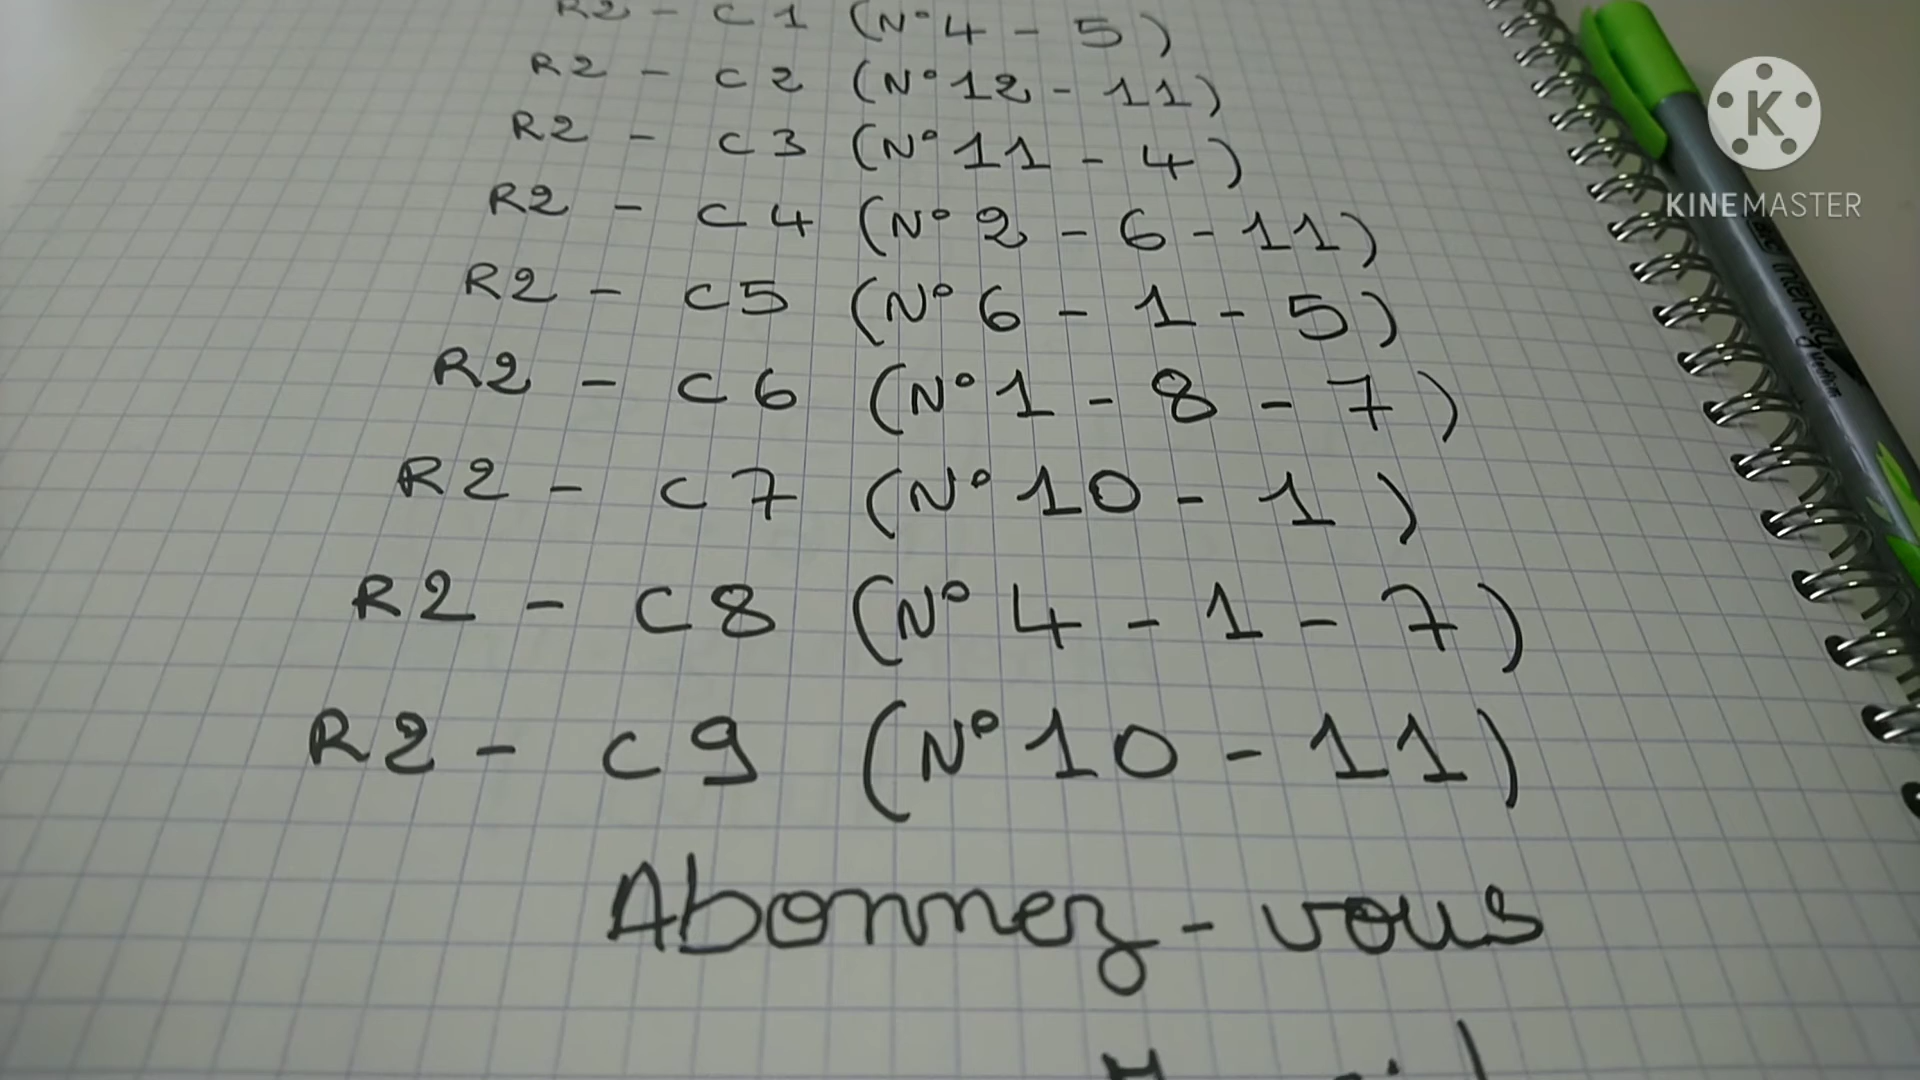 R2 - C1 (N° 4 - 5)
R2 - C2 (N° 12 - 11)
R2 - C3 (N° 11 - 4)
R2 - C4 (N° 2 - 6 - 11)
R2 - C5 (N° 6 - 1 - 5)
R2 - C6 (N° 1 - 8 - 7)
R2 - C7 (N° 10 - 1)
R2 - C8 (N° 4 - 1 - 7)
R2 - C9 (N° 10 - 11)
Abonnez-vous
K
KINEMASTER
intensity